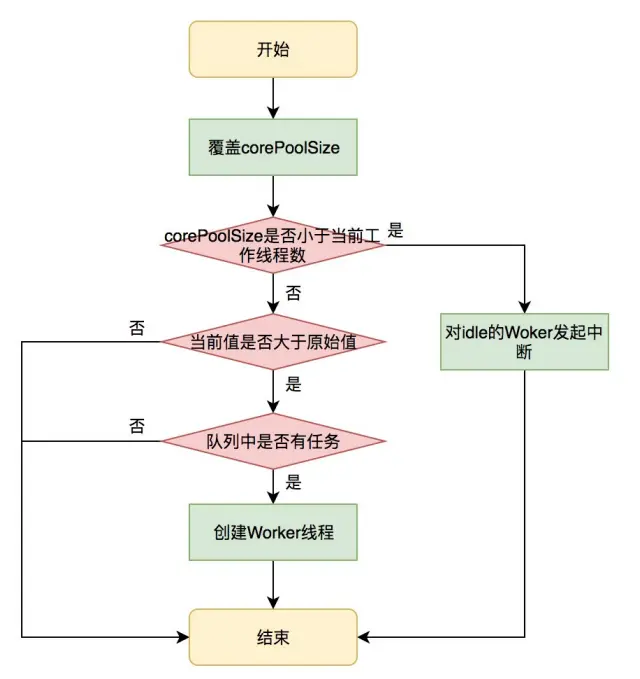 开始
覆盖corePoolSize
corePoolSize是否小于当前工
作线程数
是
否
当前值是否大于原始值
否
对idle的Woker发起中
断
是
队列中是否有任务
否
是
创建Worker线程
结束